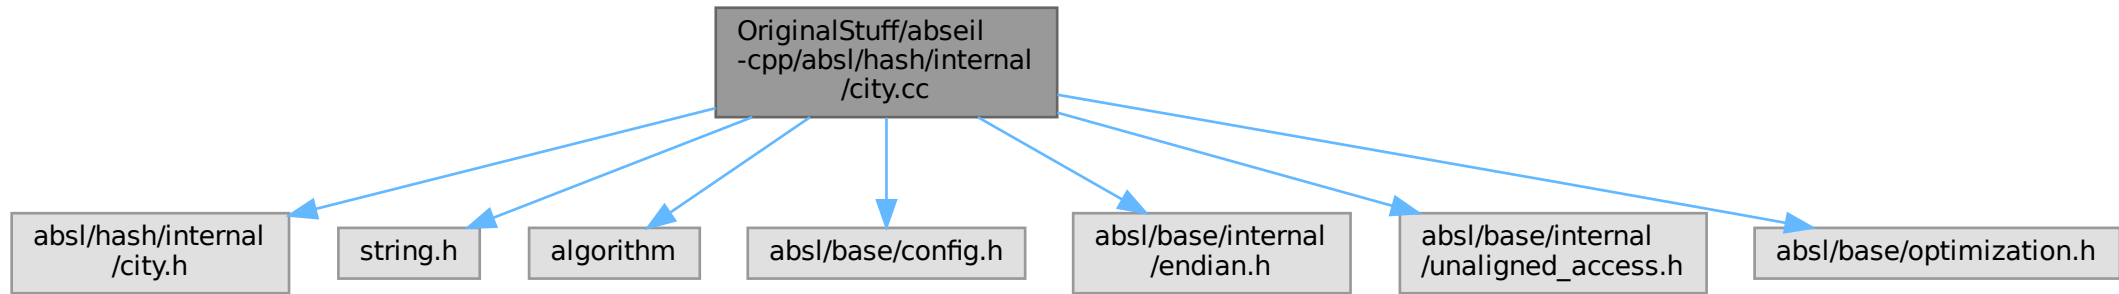 OriginalStuff/abseil
-cpp/absl/hash/internal
/city.cc
absl/hash/internal
/city.h
string.h
algorithm
absl/base/config.h
absl/base/internal
/endian.h
absl/base/internal
/unaligned_access.h
absl/base/optimization.h